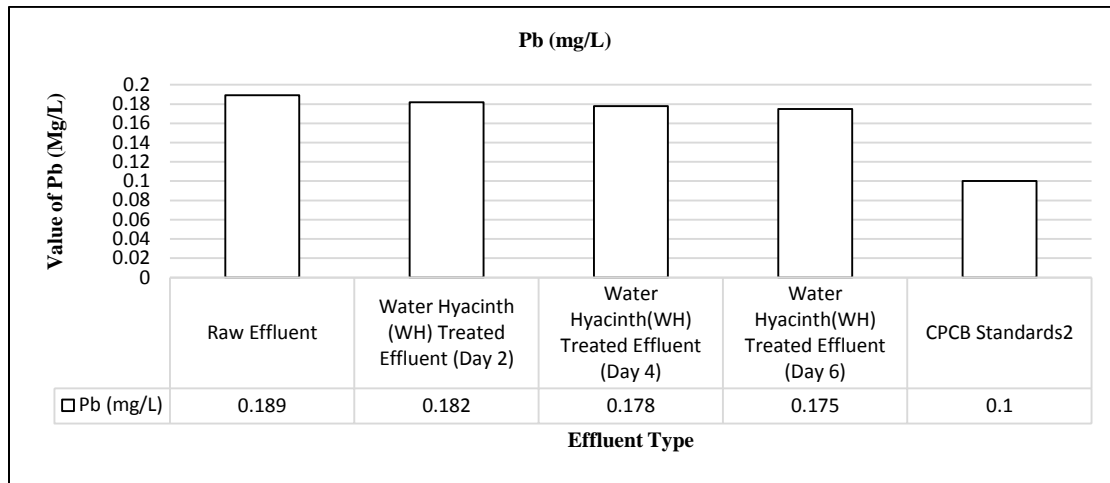 Pb (mg/L)
Value of Pb (Mg/L)
0.2
0.18
0.16
0.14
0.12
0.1
0.08
0.06
0.04
0.02
0
Raw Effluent
Water Hyacinth
(WH) Treated
Effluent (Day 2)
Water
Hyacinth(WH)
Treated Effluent
(Day 4)
Water
Hyacinth(WH)
Treated Effluent
(Day 6)
CPCB Standards2
Pb (mg/L) 0.189 0.182 0.178 0.175 0.1
Effluent Type